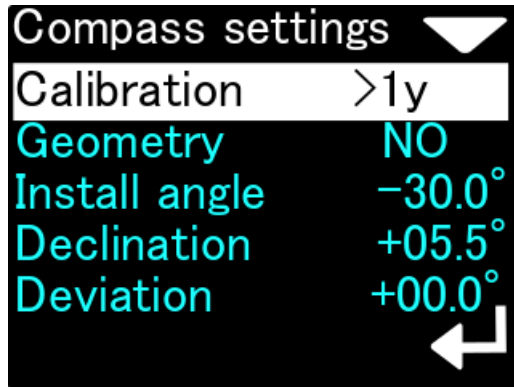 Compass settings
Calibration >1y
Geometry NO
Install angle -30.0°
Declination +05.5°
Deviation +00.0°